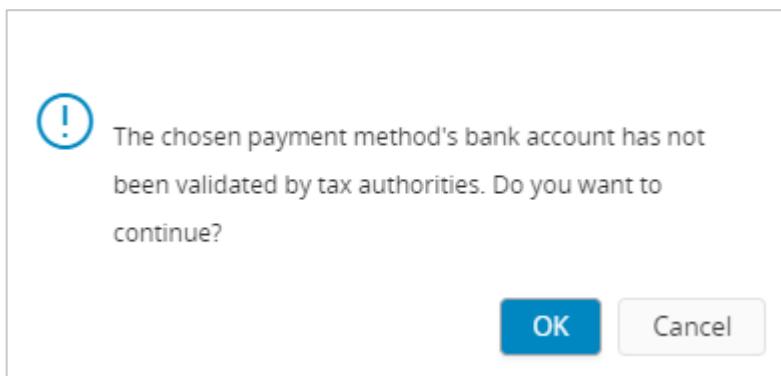 The chosen payment method's bank account has not
been validated by tax authorities. Do you want to
continue?
OK Cancel